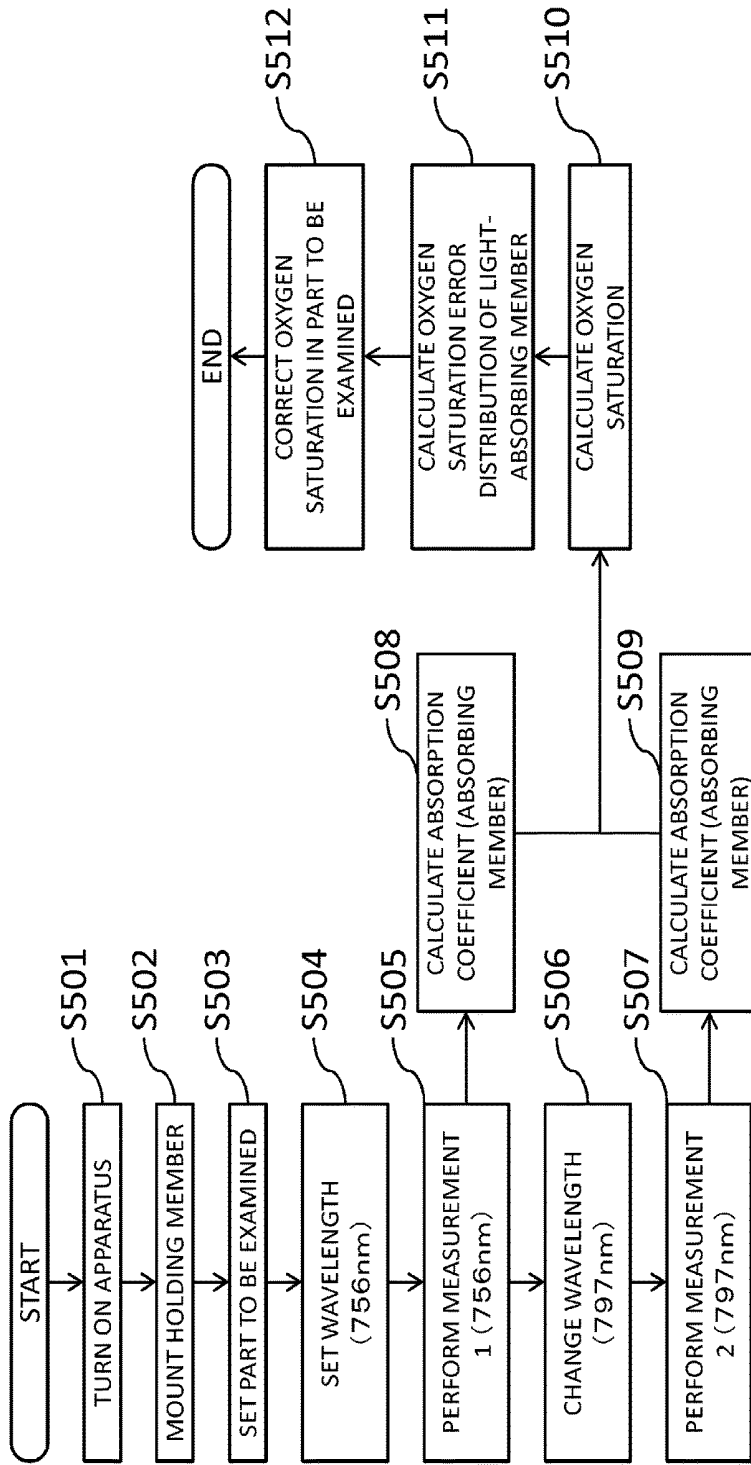 START
TURN ON APPARATUS
S501
MOUNT HOLDING MEMBER
S502
SET PART TO BE EXAMINED
S503
SET WAVELENGTH
(756nm)
S504
PERFORM MEASUREMENT
1 (756nm)
S505
CHANGE WAVELENGTH
(797nm)
S506
PERFORM MEASUREMENT
2 (797nm)
S507
CALCULATE ABSORPTION
COEFFICIENT (ABSORBING
MEMBER)
S508
CALCULATE ABSORPTION
COEFFICIENT (ABSORBING
MEMBER)
S509
CALCULATE OXYGEN
SATURATION
S510
CALCULATE OXYGEN
SATURATION ERROR
DISTRIBUTION OF LIGHT-
ABSORBING MEMBER
S511
CORRECT OXYGEN
SATURATION IN PART TO BE
EXAMINED
S512
END